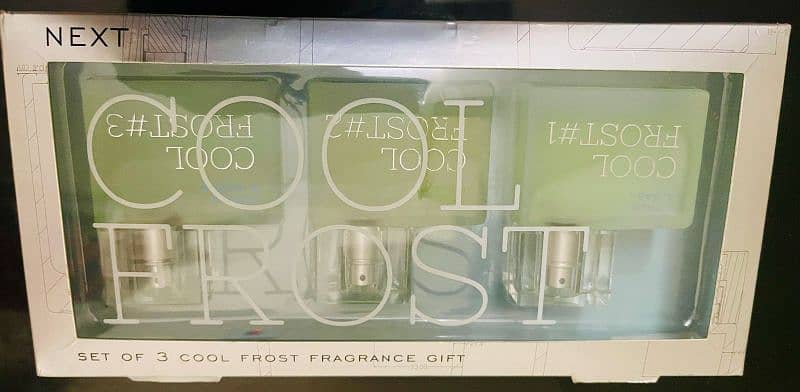 NEXT
COOL
FROST
COOL
FROST#3
COOL
FROST#2
COOL
FROST#1
SET OF 3 COOL FROST FRAGRANCE GIFT